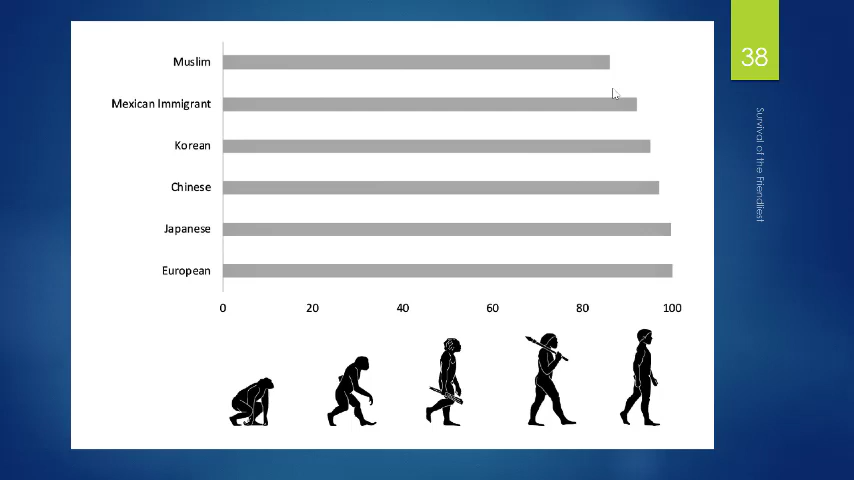 38
Survival of the Friendliest
Muslim
Mexican Immigrant
Korean
Chinese
Japanese
European
0 20 40 60 80 100